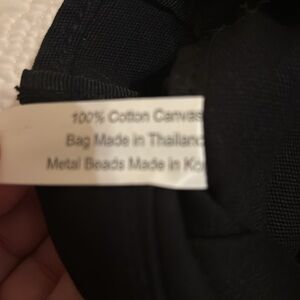 100% Cotton Canvas
Bag Made in Thailand
Metal Beads Made in